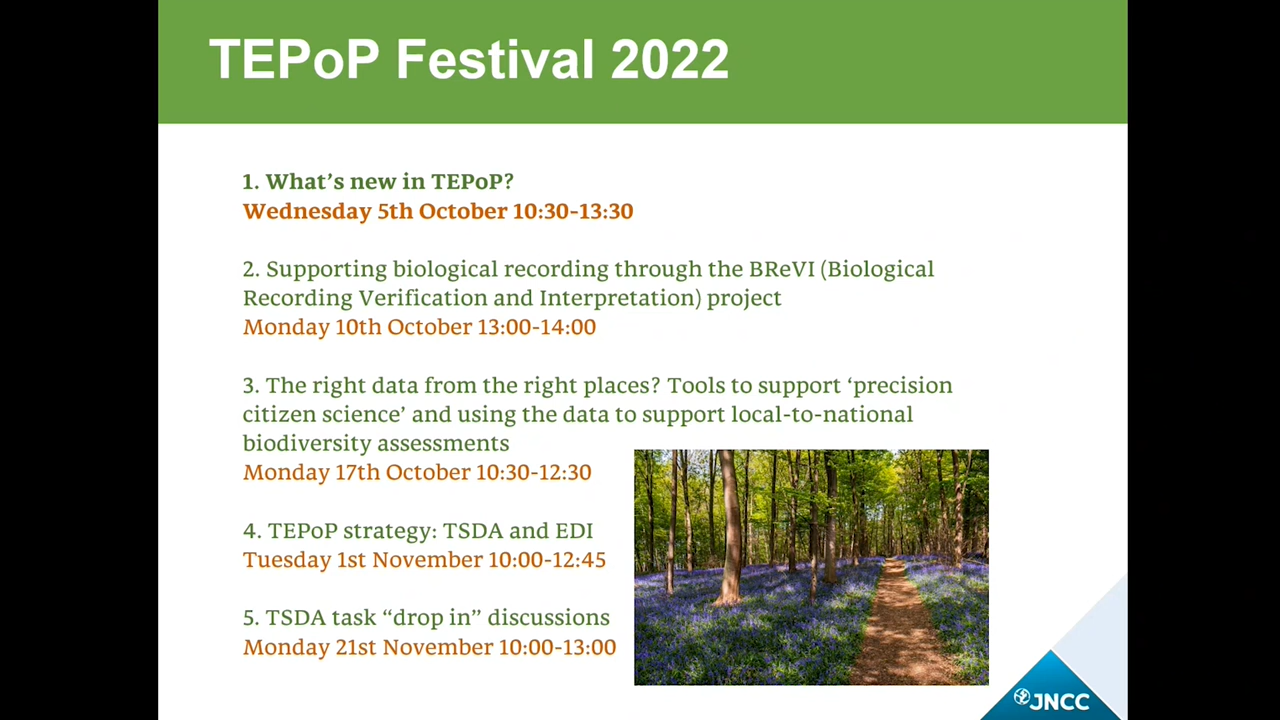 TEPoP Festival 2022
1. What’s new in TEPoP?
Wednesday 5th October 10:30-13:30
2. Supporting biological recording through the BReVI (Biological
Recording Verification and Interpretation) project
Monday 10th October 13:00-14:00
3. The right data from the right places? Tools to support ‘precision
citizen science’ and using the data to support local-to-national
biodiversity assessments
Monday 17th October 10:30-12:30
4. TEPoP strategy: TSDA and EDI
Tuesday 1st November 10:00-12:45
5. TSDA task “drop in” discussions
Monday 21st November 10:00-13:00
JNCC